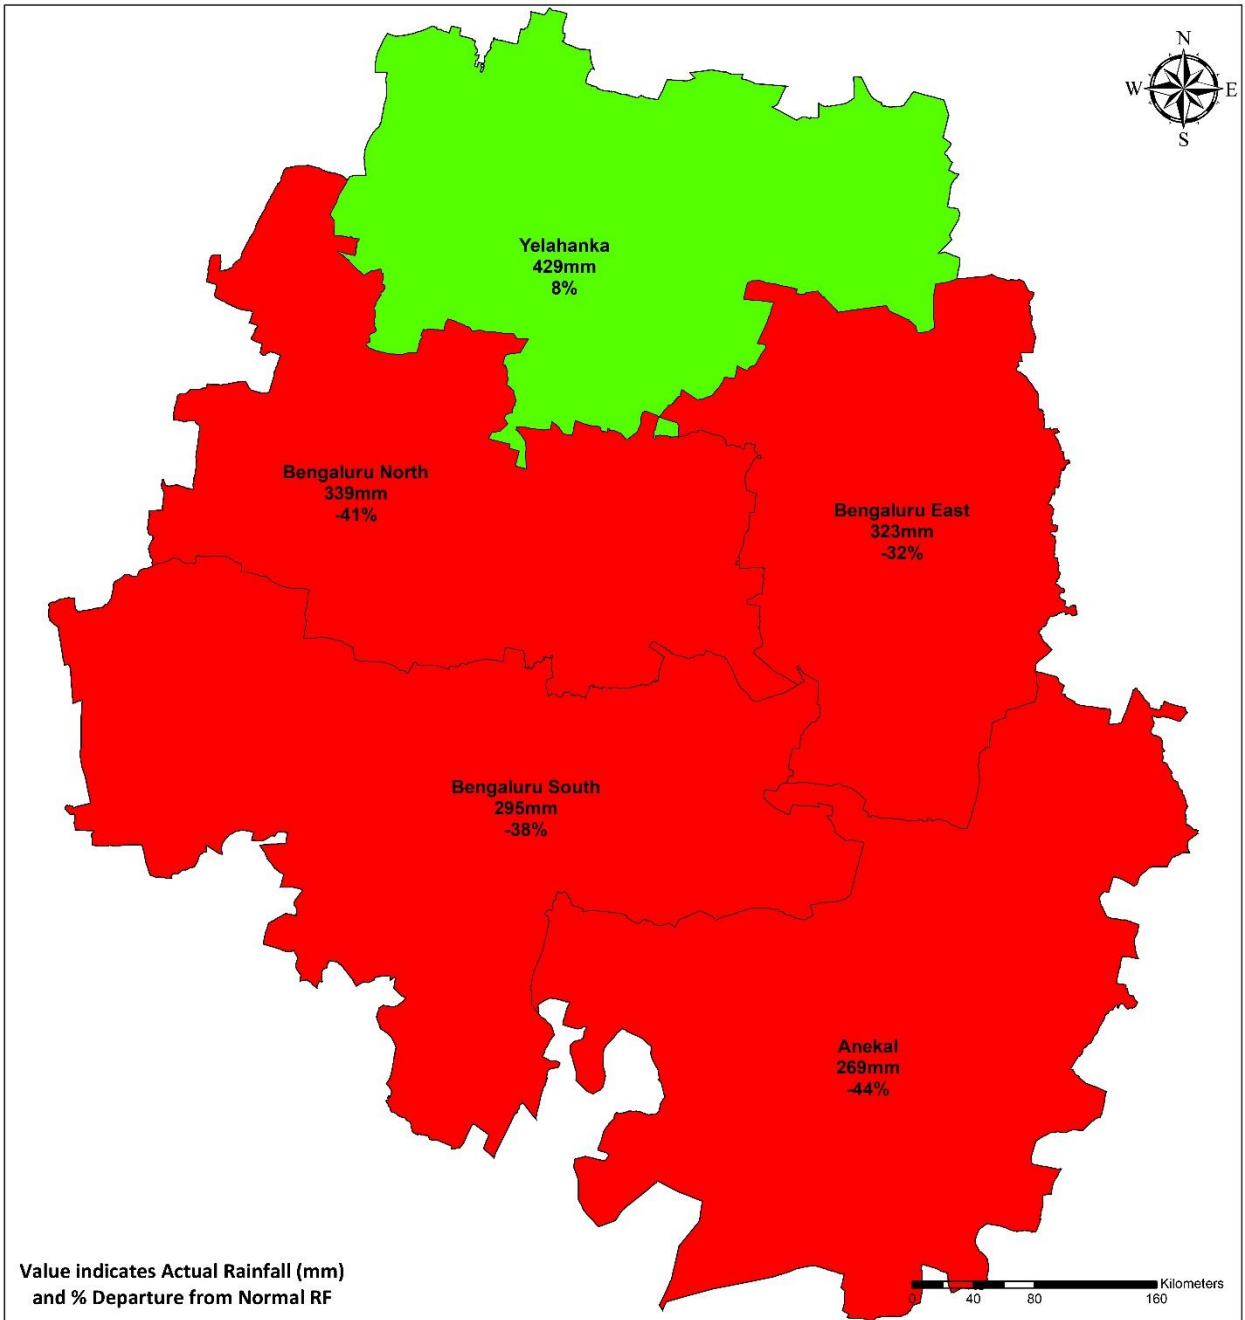 N
W E
S
Yelahanka
429mm
8%
Bengaluru North
339mm
-41%
Bengaluru East
323mm
-32%
Bengaluru South
295mm
-38%
Anekal
269mm
-44%
Value indicates Actual Rainfall (mm)
and % Departure from Normal RF
Kilometers
0 40 80 160